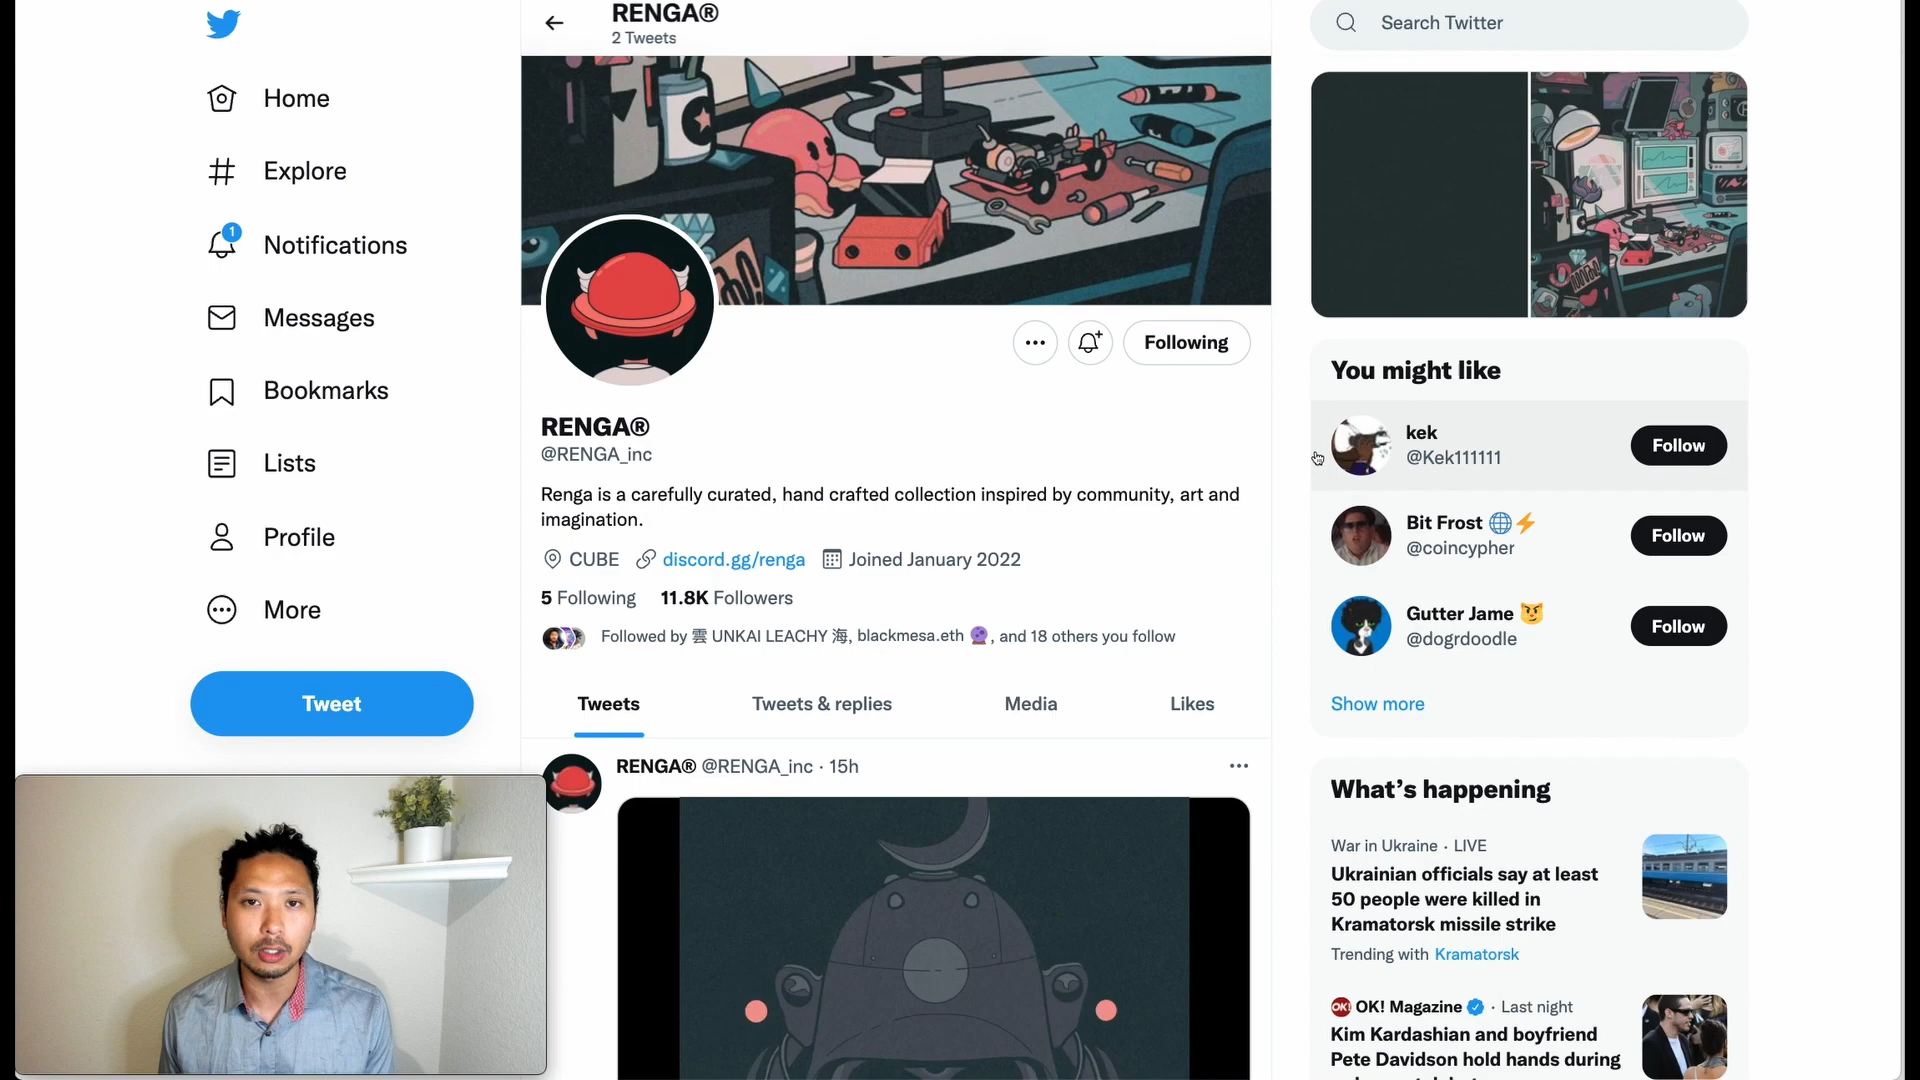 RENGA®
2 Tweets
Search Twitter
Home
Explore
1
Notifications
Messages
Bookmarks
Lists
Profile
More
Tweet
Following
RENGA®
@RENGA_inc
Renga is a carefully curated, hand crafted collection inspired by community, art and
imagination.
CUBE discord.gg/renga Joined January 2022
5 Following 11.8K Followers
Followed by 雲 UNKAI LEACHY 海, blackmesa.eth 🔮, and 18 others you follow
Tweets Tweets & replies Media Likes
RENGA® @RENGA_inc · 15h
You might like
kek
@Kek111111
Follow
Bit Frost 🌐⚡
@coincypher
Follow
Gutter Jame 😼
@dogrdoodle
Follow
Show more
What's happening
War in Ukraine · LIVE
Ukrainian officials say at least
50 people were killed in
Kramatorsk missile strike
Trending with Kramatorsk
OK! OK! Magazine · Last night
Kim Kardashian and boyfriend
Pete Davidson hold hands during